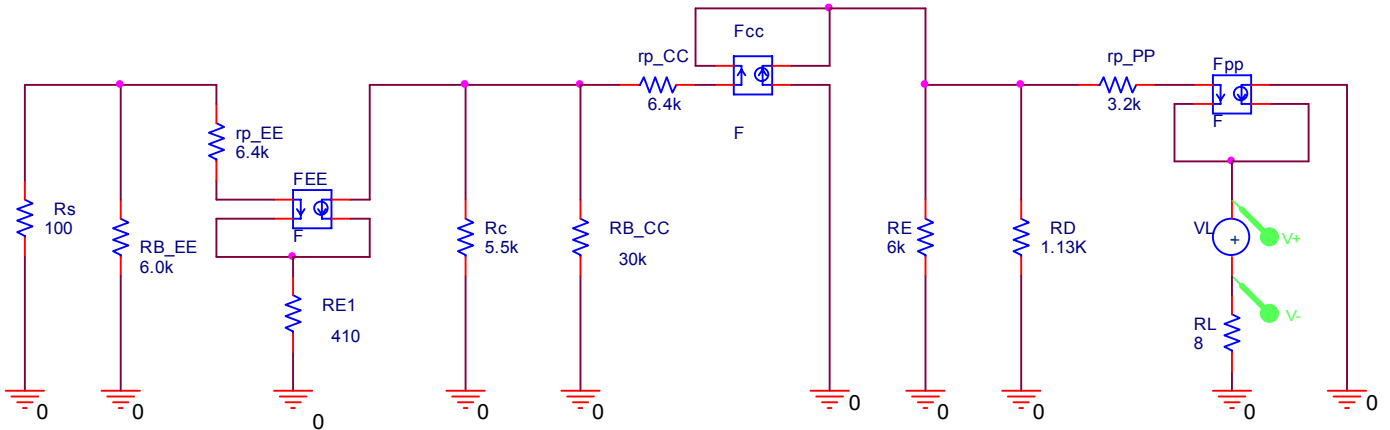 Fcc
rp_CC
6.4k
F
rp_PP
3.2k
Fpp
F
rp_EE
6.4k
FEE
F
Rs
100
RB_EE
6.0k
RE1
410
Rc
5.5k
RB_CC
30k
RE
6k
RD
1.13K
VL
+
V+
V-
RL
8
0
0
0
0
0
0
0
0
0
0